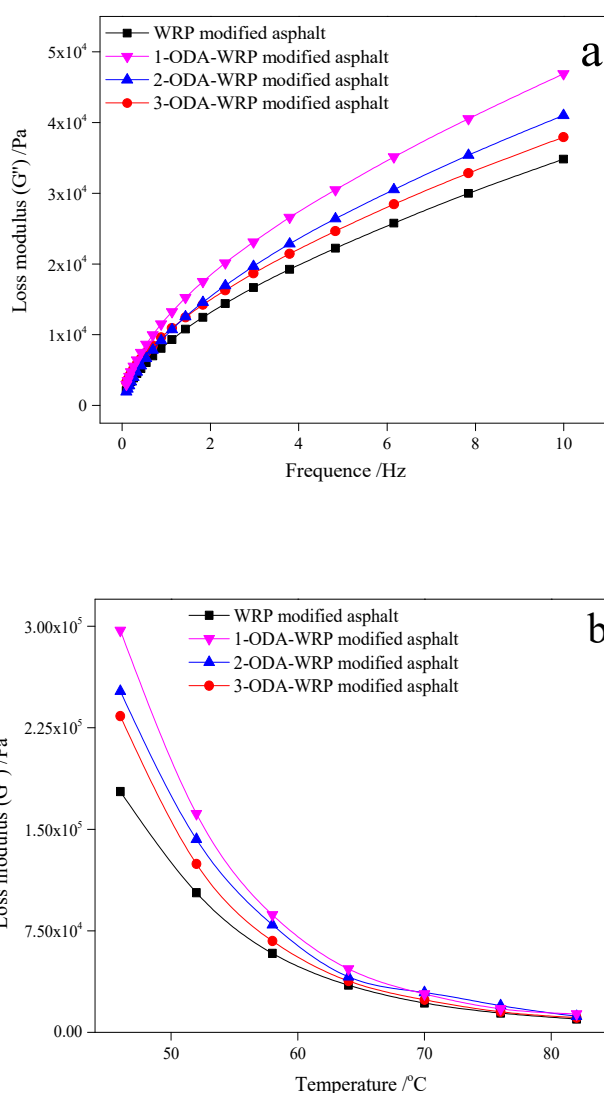 WRP modified asphalt
1-ODA-WRP modified asphalt
2-ODA-WRP modified asphalt
3-ODA-WRP modified asphalt
a
5x10⁴
4x10⁴
3x10⁴
2x10⁴
1x10⁴
0
Loss modulus (G'') /Pa
0 2 4 6 8 10
Frequence /Hz
WRP modified asphalt
1-ODA-WRP modified asphalt
2-ODA-WRP modified asphalt
3-ODA-WRP modified asphalt
b
3.00x10⁵
2.25x10⁵
1.50x10⁵
7.50x10⁴
0.00
Loss modulus (G'') /Pa
50 60 70 80
Temperature /°C